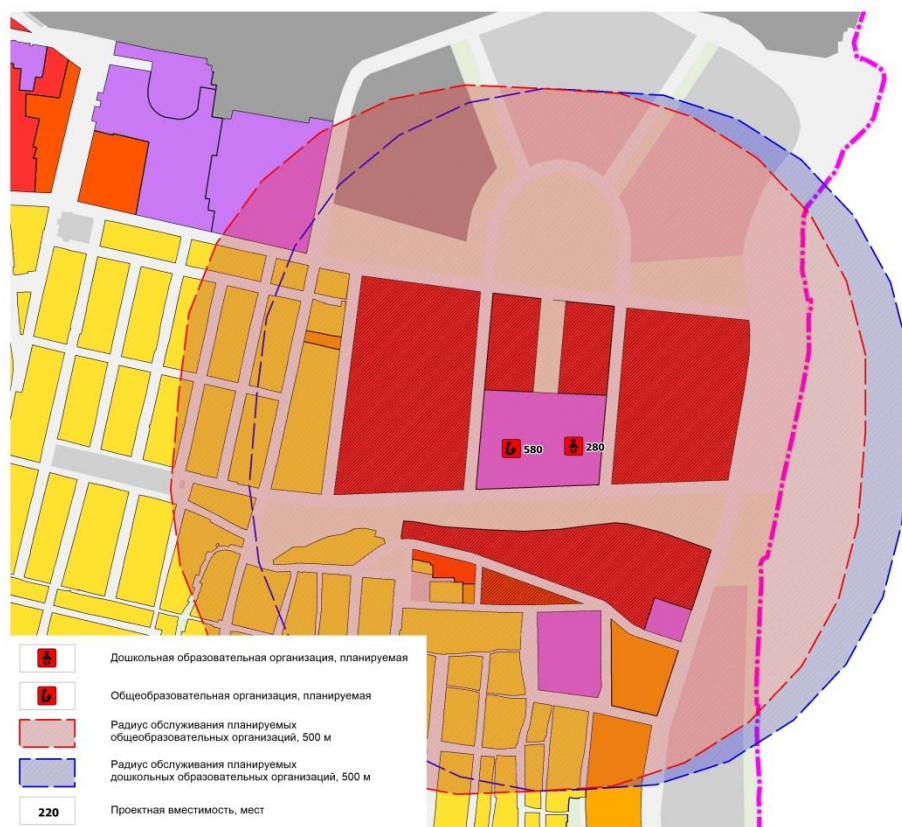 580
280
Дошкольная образовательная организация, планируемая
Общеобразовательная организация, планируемая
Радиус обслуживания планируемых
общеобразовательных организаций, 500 м
Радиус обслуживания планируемых
дошкольных образовательных организаций, 500 м
220
Проектная вместимость, мест